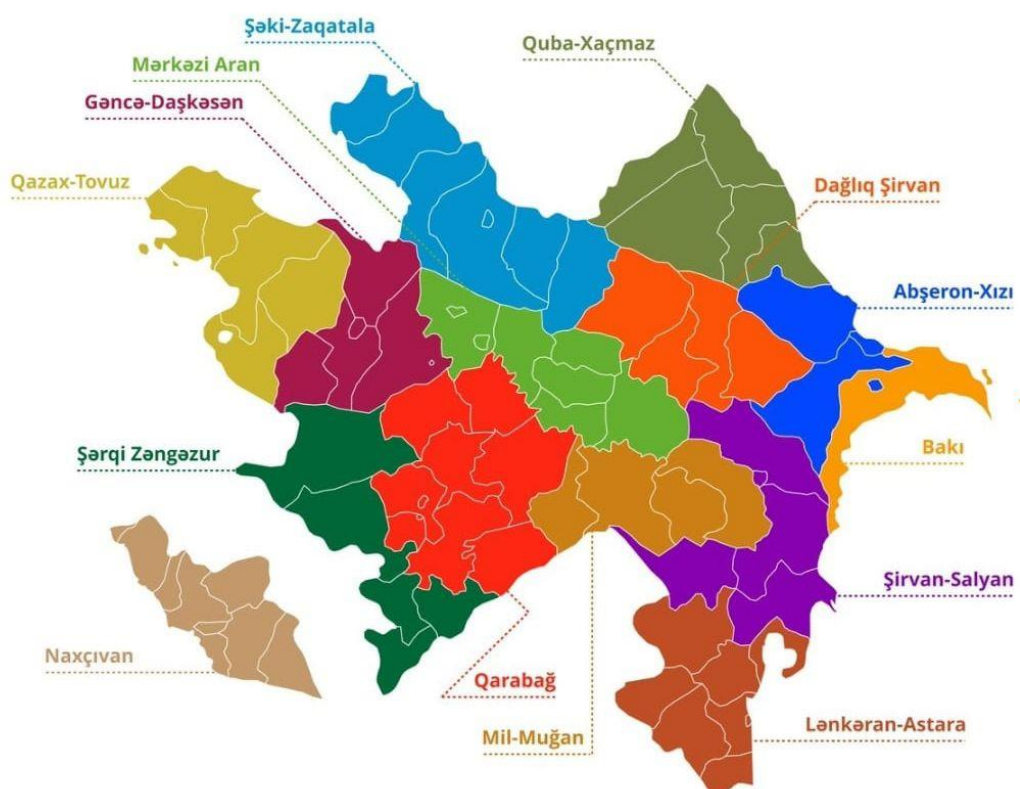 Şəki-Zaqatala
Quba-Xaçmaz
Mərkəzi Aran
Gəncə-Daşkəsən
Qazax-Tovuz
Dağlıq Şirvan
Abşeron-Xızı
Bakı
Şərqi Zəngəzur
Şirvan-Salyan
Naxçıvan
Qarabağ
Mil-Muğan
Lənkəran-Astara